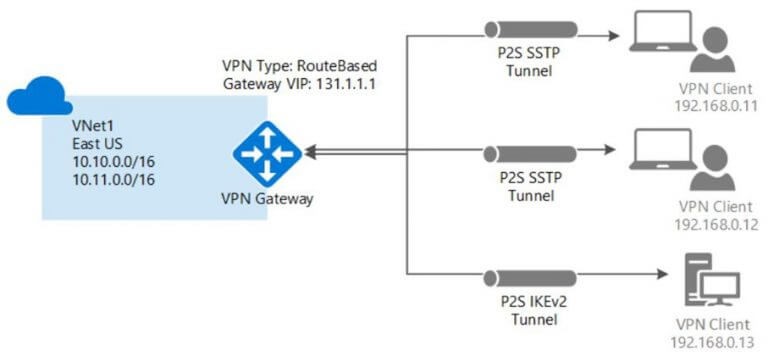 VPN Type: RouteBased
Gateway VIP: 131.1.1.1
VNet1
East US
10.10.0.0/16
10.11.0.0/16
VPN Gateway
P2S SSTP
Tunnel
VPN Client
192.168.0.11
P2S SSTP
Tunnel
VPN Client
192.168.0.12
P2S IKEv2
Tunnel
VPN Client
192.168.0.13